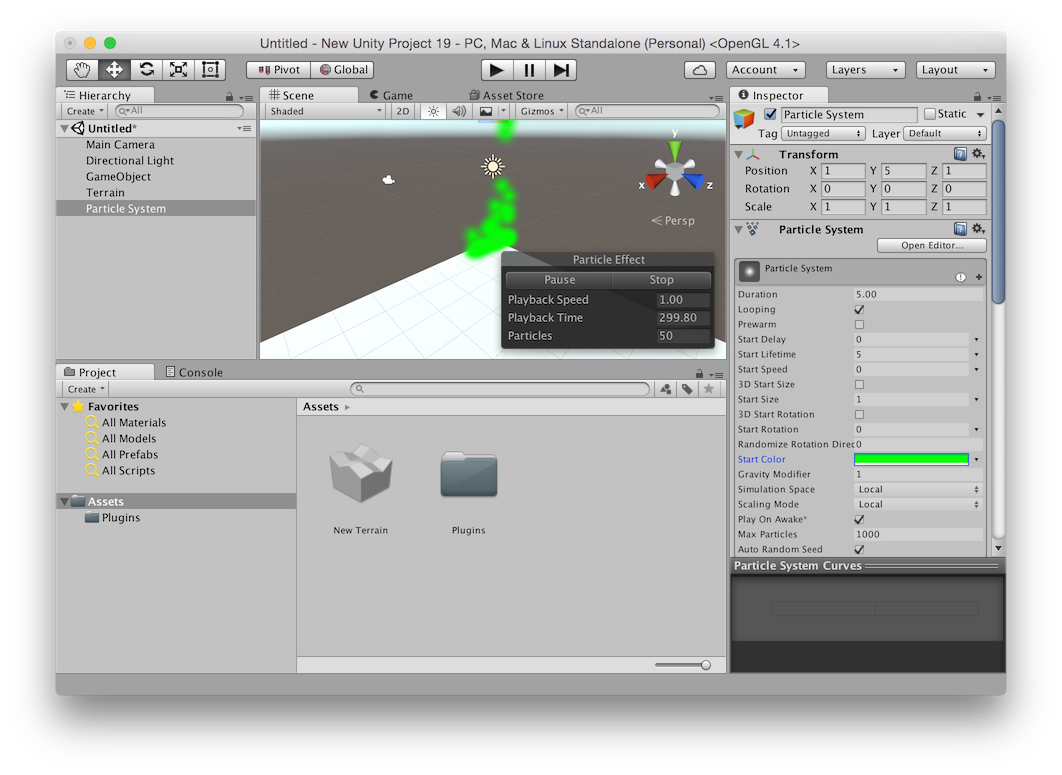 Untitled - New Unity Project 19 - PC, Mac & Linux Standalone (Personal) <OpenGL 4.1>
Pivot Global Account Layers Layout
Hierarchy
Create All
Untitled*
Main Camera
Directional Light
GameObject
Terrain
Particle System
Scene Game Asset Store
Shaded 2D Gizmos All
y
x
z
Persp
Particle Effect
Pause Stop
Playback Speed 1.00
Playback Time 299.80
Particles 50
Project Console
Create
Favorites
All Materials
All Models
All Prefabs
All Scripts
Assets
Plugins
Assets
New Terrain
Plugins
Inspector
Particle System Static
Tag Untagged Layer Default
Transform
Position X 1 Y 5 Z 1
Rotation X 0 Y 0 Z 0
Scale X 1 Y 1 Z 1
Particle System
Open Editor...
Particle System
Duration 5.00
Looping
Prewarm
Start Delay 0
Start Lifetime 5
Start Speed 0
3D Start Size
Start Size 1
3D Start Rotation
Start Rotation 0
Randomize Rotation Direc 0
Start Color
Gravity Modifier 1
Simulation Space Local
Scaling Mode Local
Play On Awake*
Max Particles 1000
Auto Random Seed
Particle System Curves